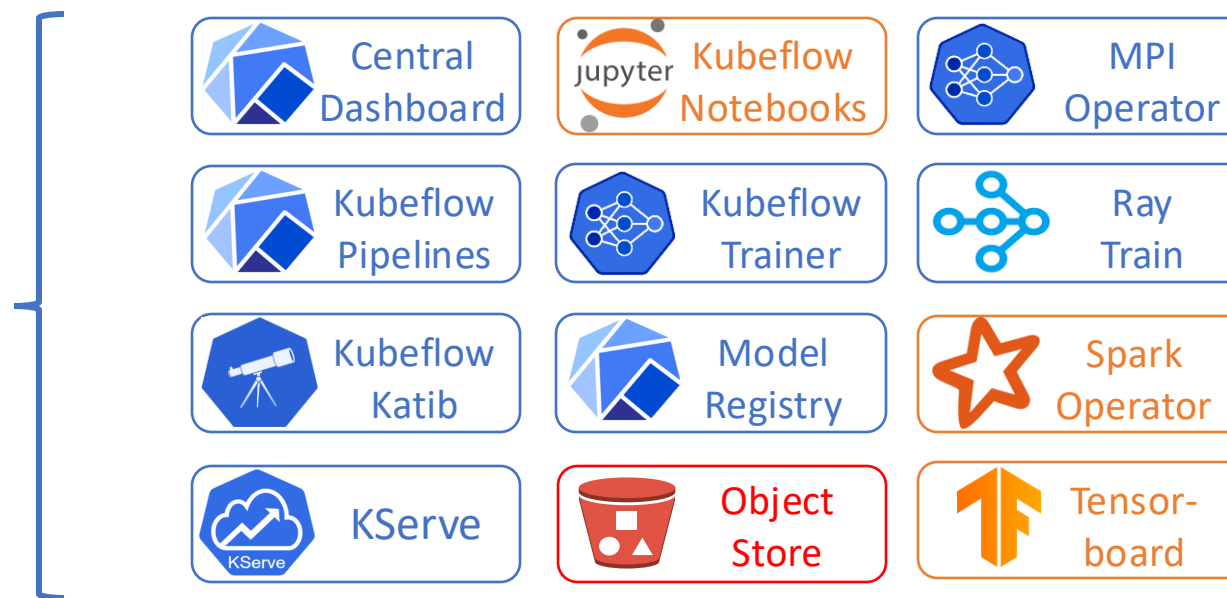 Central
Dashboard
jupyter
Kubeflow
Notebooks
MPI
Operator
Kubeflow
Pipelines
Kubeflow
Trainer
Ray
Train
Kubeflow
Katib
Model
Registry
Spark
Operator
KServe
KServe
Object
Store
Tensor-
board